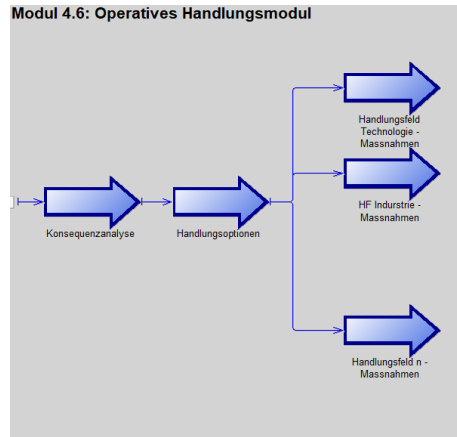 Modul 4.6: Operatives Handlungsmodul
Handlungsfeld
Technologie -
Massnahmen
HF Indurstrie -
Massnahmen
Konsequenzanalyse
Handlungsoptionen
Handlungsfeld n -
Massnahmen